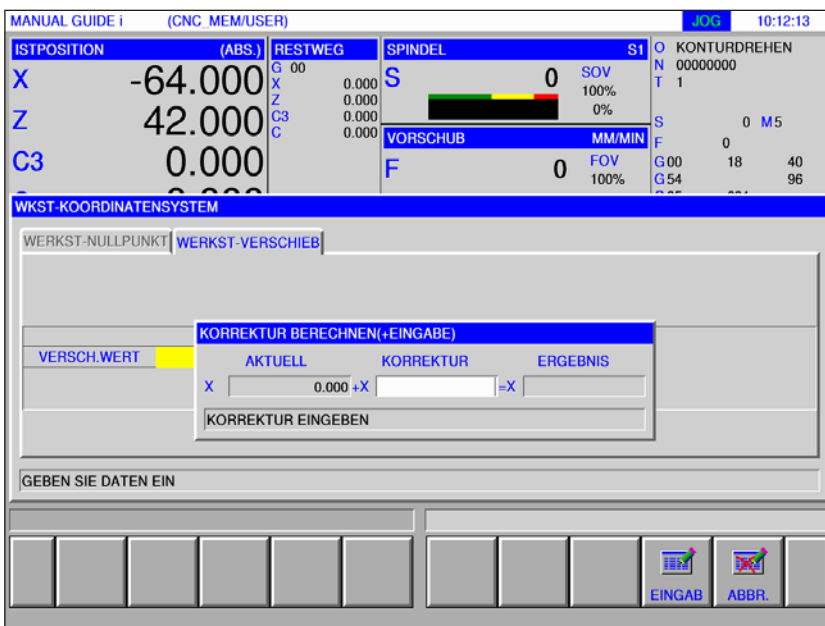 MANUAL GUIDE i (CNC_MEM/USER) JOG 10:12:13
ISTPOSITION (ABS.)
X -64.000
Z 42.000
C3 0.000
RESTWEG
G 00
X 0.000
Z 0.000
C3 0.000
C 0.000
SPINDEL S1
S 0 SOV
100%
0%
VORSCHUB MM/MIN
F 0 FOV
100%
O KONTURDREHEN
N 00000000
T 1
S 0 M 5
F 0
G 00 18 40
G 54 96
WKST-KOORDINATENSYSTEM
WERKST-NULLPUNKT WERKST-VERSCHIEB
KORREKTUR BERECHNEN(+EINGABE)
VERSCH.WERT
AKTUELL KORREKTUR ERGEBNIS
X 0.000 +X =X
KORREKTUR EINGEBEN
GEBEN SIE DATEN EIN
EINGAB ABBR.